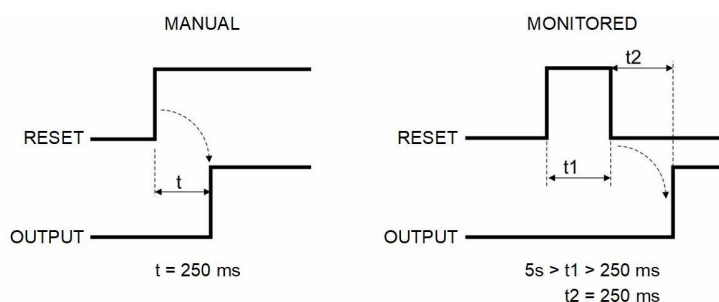 MANUAL
RESET
t
OUTPUT
t = 250 ms
MONITORED
t2
RESET
t1
OUTPUT
5s > t1 > 250 ms
t2 = 250 ms